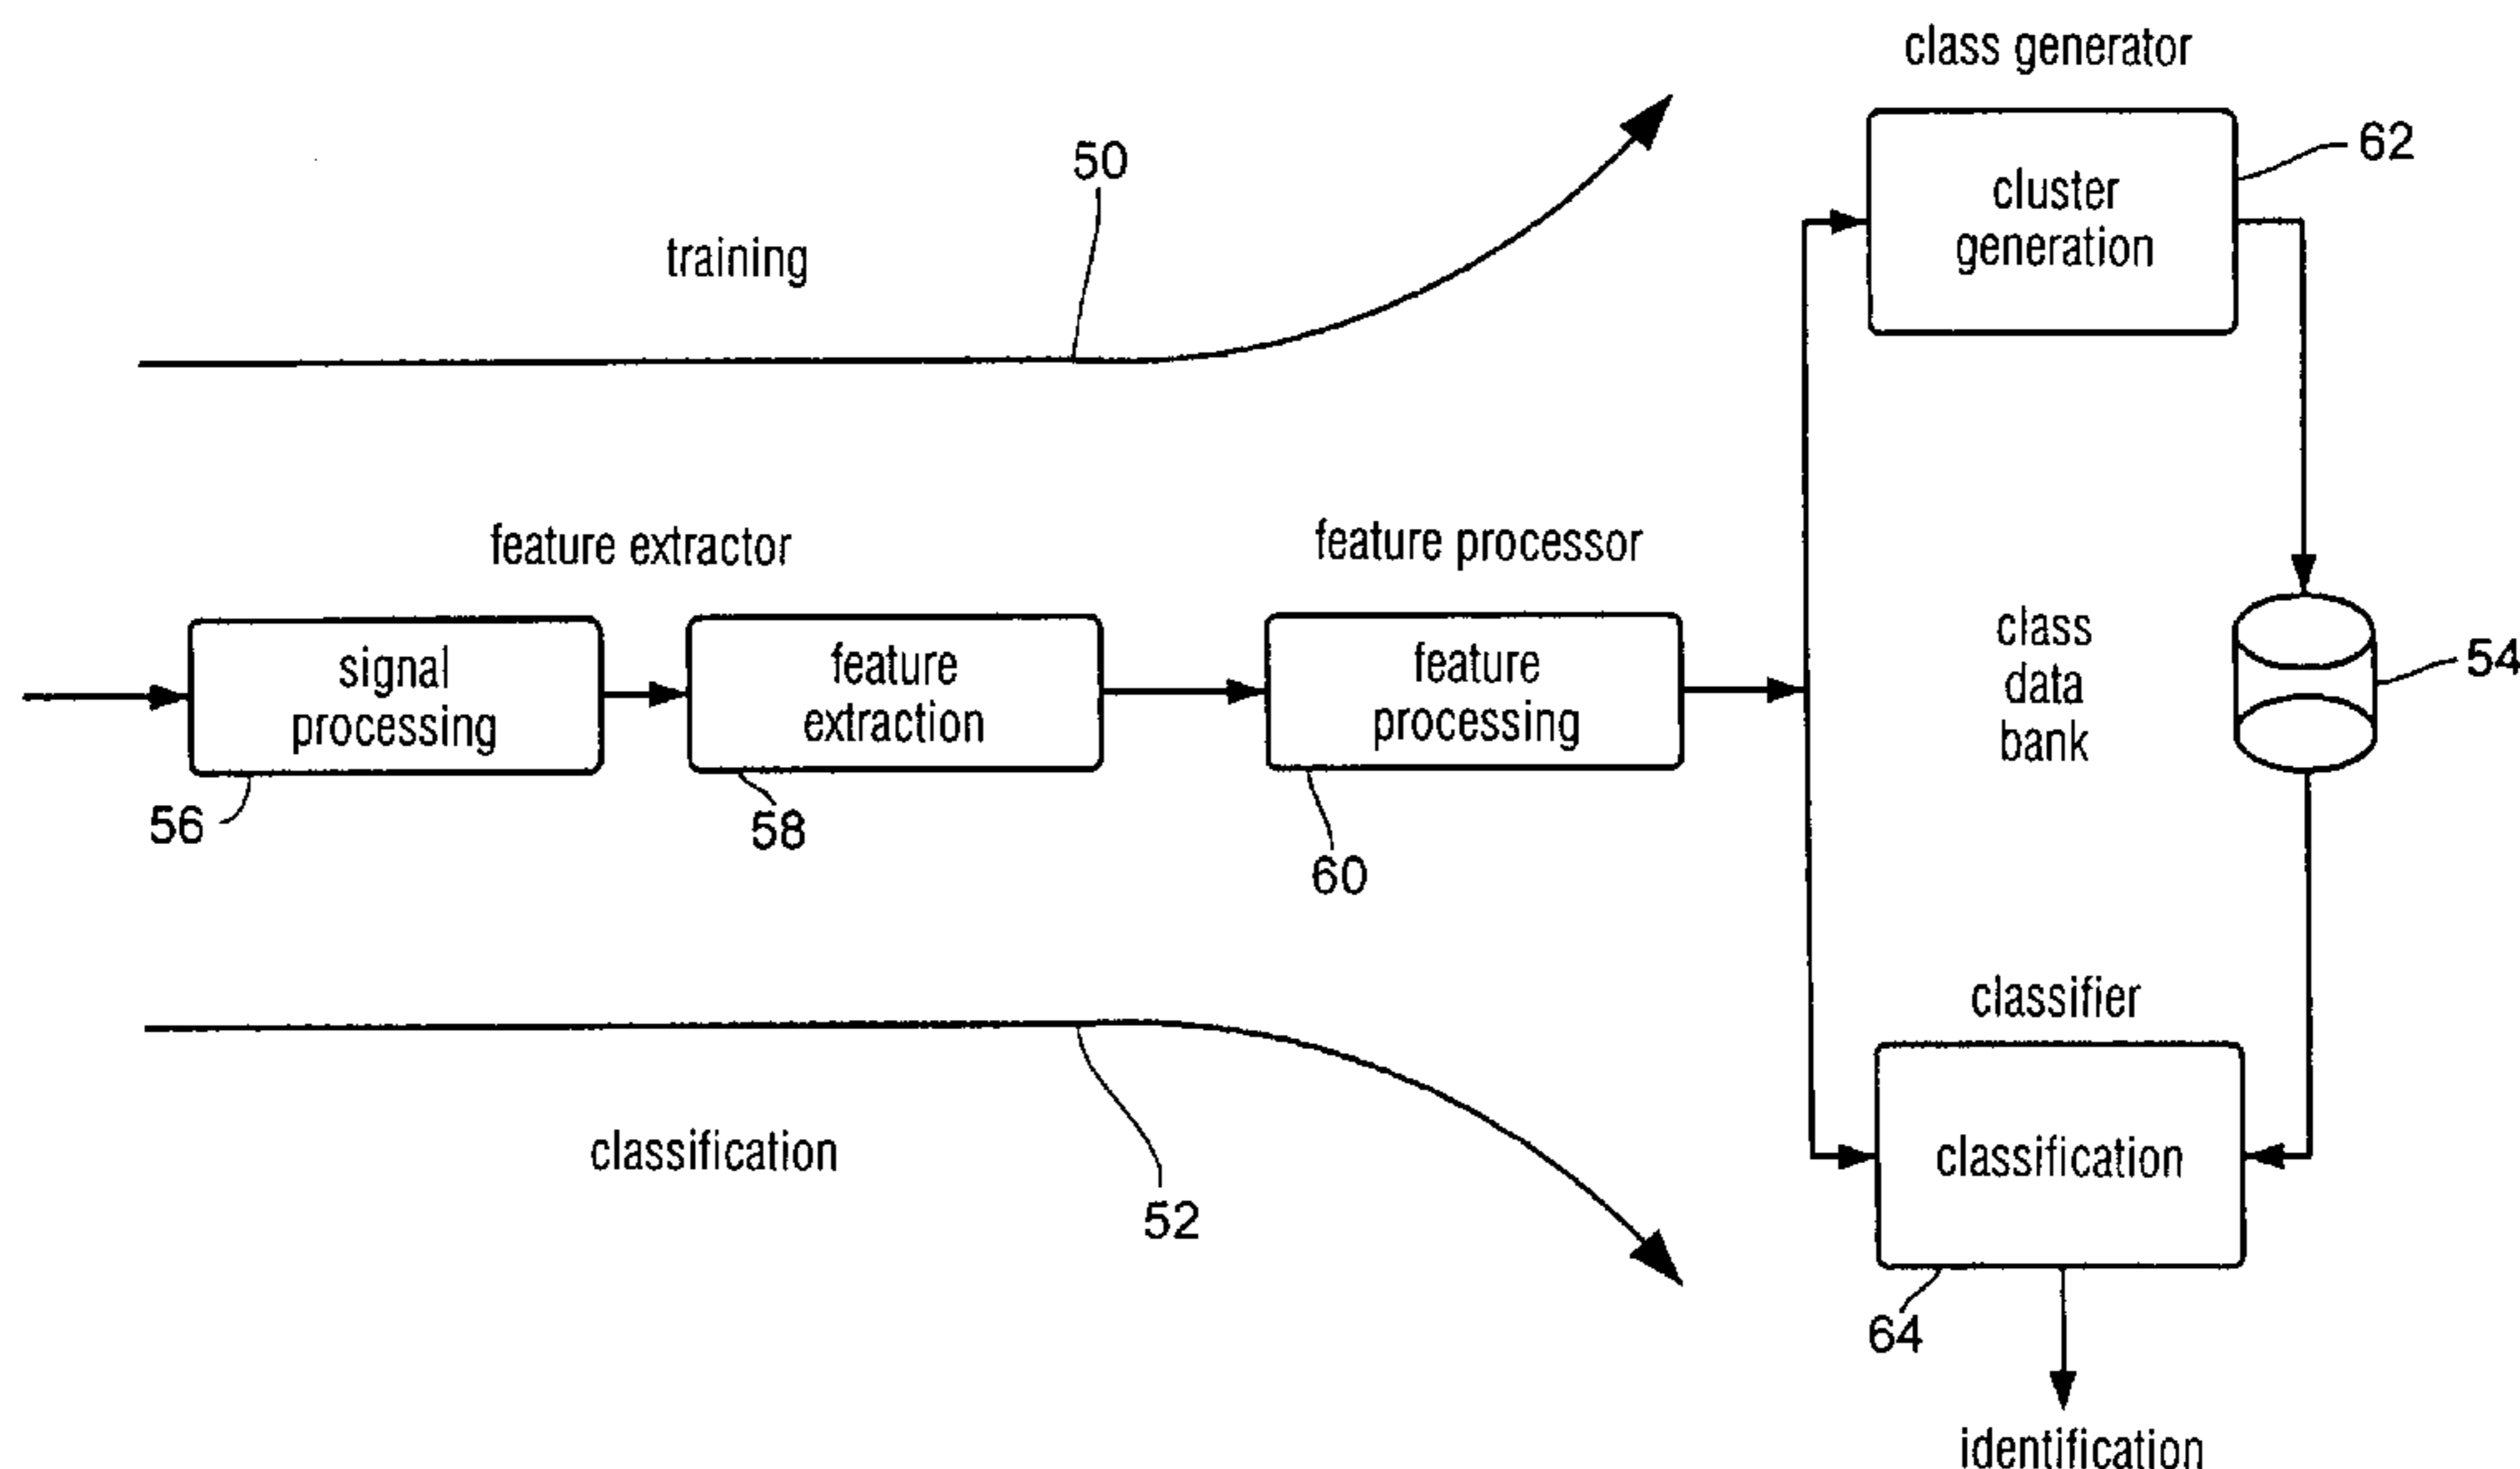 class generator
62
cluster
generation
50
training
feature extractor
feature processor
signal
processing
feature
extraction
feature
processing
class
data
bank
54
56
58
60
classifier
classification
classification
52
64
identification